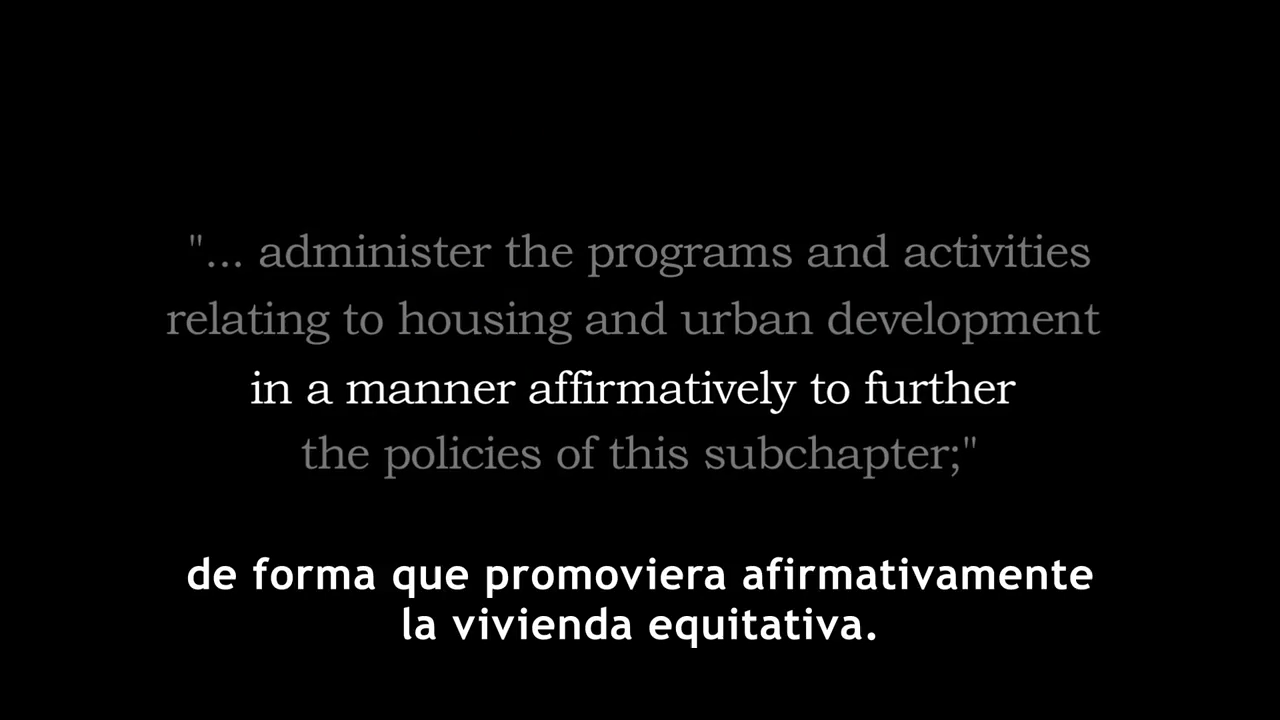 "... administer the programs and activities
relating to housing and urban development
in a manner affirmatively to further
the policies of this subchapter;"
de forma que promoviera afirmativamente
la vivienda equitativa.